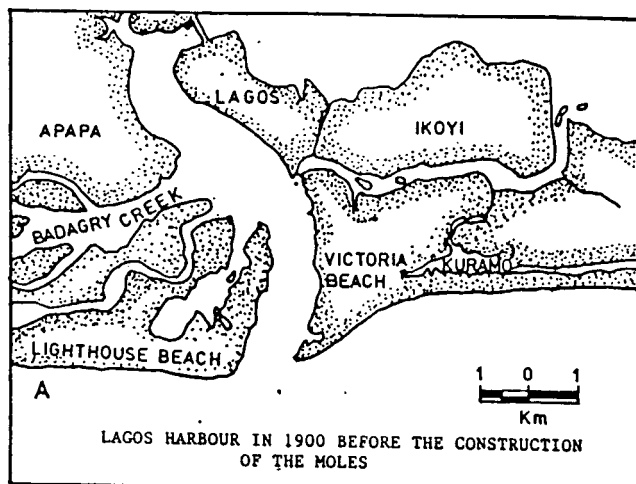 LAGOS
APAPA
IKOYI
BADAGRY CREEK
VICTORIA
BEACH
KURAMO
LIGHTHOUSE BEACH
A
1 0 1
Km
LAGOS HARBOUR IN 1900 BEFORE THE CONSTRUCTION
OF THE MOLES